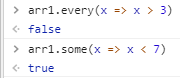 > arr1.every(x => x > 3)
< false
> arr1.some(x => x < 7)
< true